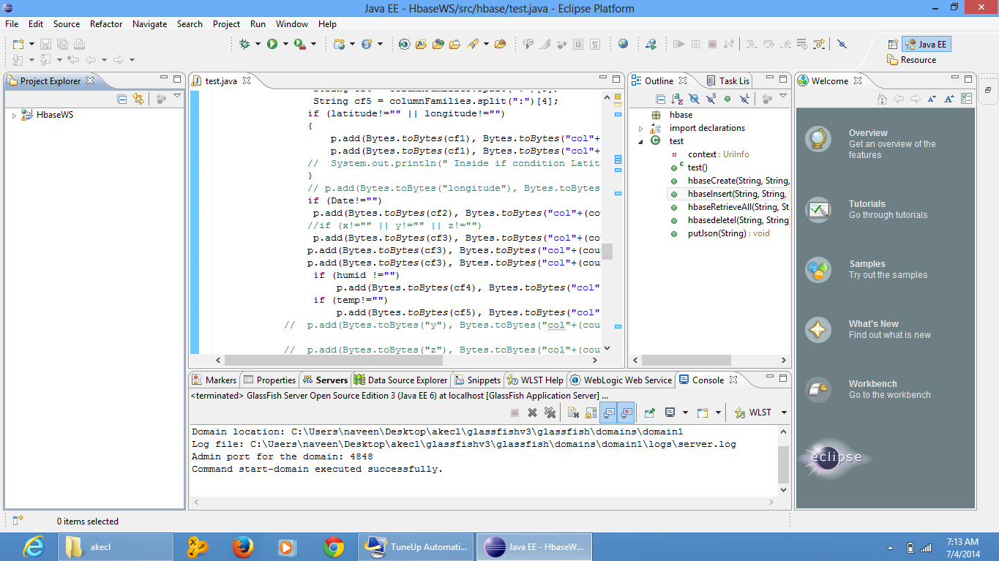 Java EE - HbaseWS/src/hbase/test.java - Eclipse Platform
File Edit Source Refactor Navigate Search Project Run Window Help
Java EE
Resource
Project Explorer
HbaseWS
test.java
String cf5 = columnFamilies.split(":")[4];
if (latitude!="" || longitude!="")
{
p.add(Bytes.toBytes(cf1), Bytes.toBytes("col"+
p.add(Bytes.toBytes(cf1), Bytes.toBytes("col"+
// System.out.println(" Inside if condition Latit
}
// p.add(Bytes.toBytes("longitude"), Bytes.toBytes
if (Date!="")
p.add(Bytes.toBytes(cf2), Bytes.toBytes("col"+(co
//if (x!="" || y!="" || z!="")
p.add(Bytes.toBytes(cf3), Bytes.toBytes("col"+(co
p.add(Bytes.toBytes(cf3), Bytes.toBytes("col"+(cou
p.add(Bytes.toBytes(cf3), Bytes.toBytes("col"+(cou
if (humid !="")
p.add(Bytes.toBytes(cf4), Bytes.toBytes("col"
if (temp!="")
p.add(Bytes.toBytes(cf5), Bytes.toBytes("col"
// p.add(Bytes.toBytes("y"), Bytes.toBytes("col"+(cou
// p.add(Bytes.toBytes("z"), Bytes.toBytes("col"+(cou
Outline
Task Lis
hbase
import declarations
test
context : UriInfo
test()
hbaseCreate(String, String,
hbaseInsert(String, String,
hbaseRetrieveAll(String, St
hbasedeletel(String, String
putJson(String) : void
Welcome
Overview
Get an overview of the
features
Tutorials
Go through tutorials
Samples
Try out the samples
What's New
Find out what is new
Workbench
Go to the workbench
eclipse
Markers Properties Servers Data Source Explorer Snippets WLST Help WebLogic Web Service Console
<terminated> GlassFish Server Open Source Edition 3 (Java EE 6) at localhost [GlassFish Application Server] ...
WLST
Domain location: C:\Users\naveen\Desktop\akecl\glassfishv3\glassfish\domains\domain1
Log file: C:\Users\naveen\Desktop\akecl\glassfishv3\glassfish\domains\domain1\logs\server.log
Admin port for the domain: 4848
Command start-domain executed successfully.
0 items selected
akecl
TuneUp Automati...
Java EE - HbaseW...
7:13 AM
7/4/2014